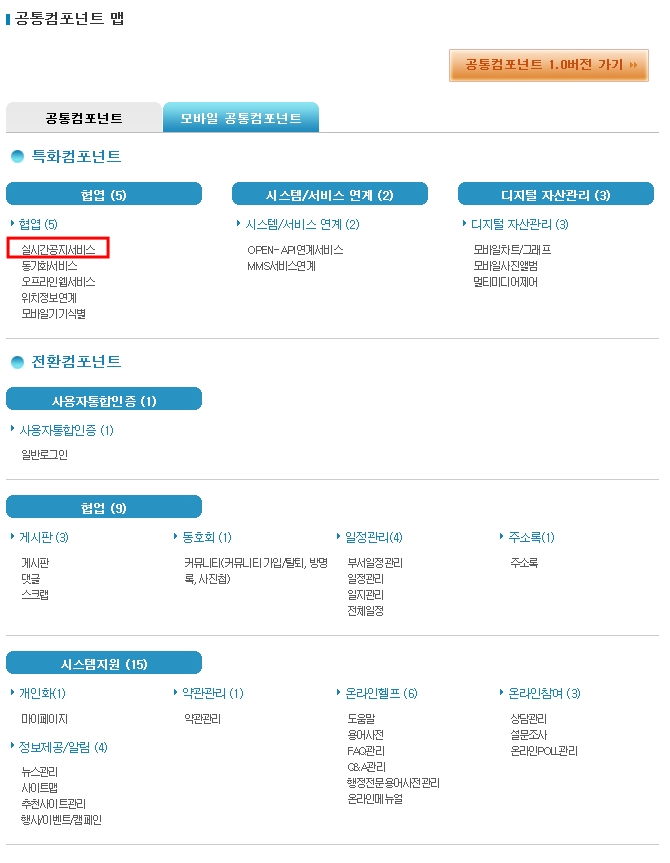 공통컴포넌트 맵
공통컴포넌트 1.0버전 가기 »
공통컴포넌트
모바일 공통컴포넌트
특화컴포넌트
협엽 (5)
시스템/서비스 연계 (2)
디지털 자산관리 (3)
협엽 (5)
시스템/서비스 연계 (2)
디지털 자산관리 (3)
실시간공지서비스
OPEN-API연계서비스
모바일차트/그래프
동기화서비스
MMS서비스연계
모바일사진앨범
오프라인웹서비스
멀티미디어제어
위치정보연계
모바일기기식별
전환컴포넌트
사용자통합인증 (1)
사용자통합인증 (1)
일반로그인
협업 (9)
게시판 (3)
동호회 (1)
일정관리(4)
주소록(1)
게시판
댓글
스크랩
커뮤니티(커뮤니티 가입/탈퇴, 방명
록, 사진첩)
부서일정관리
일정관리
일지관리
전체일정
주소록
시스템지원 (15)
개인화(1)
약관관리 (1)
온라인헬프 (6)
온라인참여 (3)
마이페이지
약관관리
도움말
용어사전
FAQ관리
Q&A관리
행정전문용어사전관리
온라인메뉴얼
상담관리
설문조사
온라인POLL관리
정보제공/알림 (4)
뉴스관리
사이트맵
추천사이트관리
행사/이벤트/캠페인